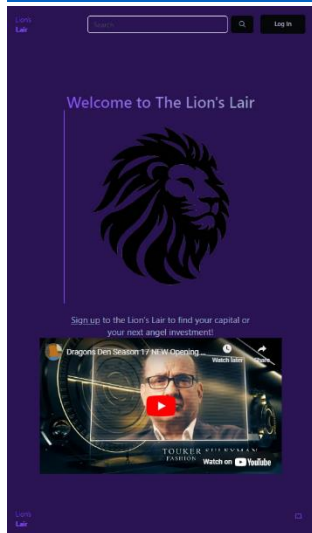 Lion's
Lair
Search
Log In
Welcome to The Lion's Lair
Sign up to the Lion's Lair to find your capital or
your next angel investment!
Dragons Den Season 17 NEW Opening ...
Watch later
Share
TOUKER SULEYMAN
FASHION
Watch on YouTube
Lion's
Lair